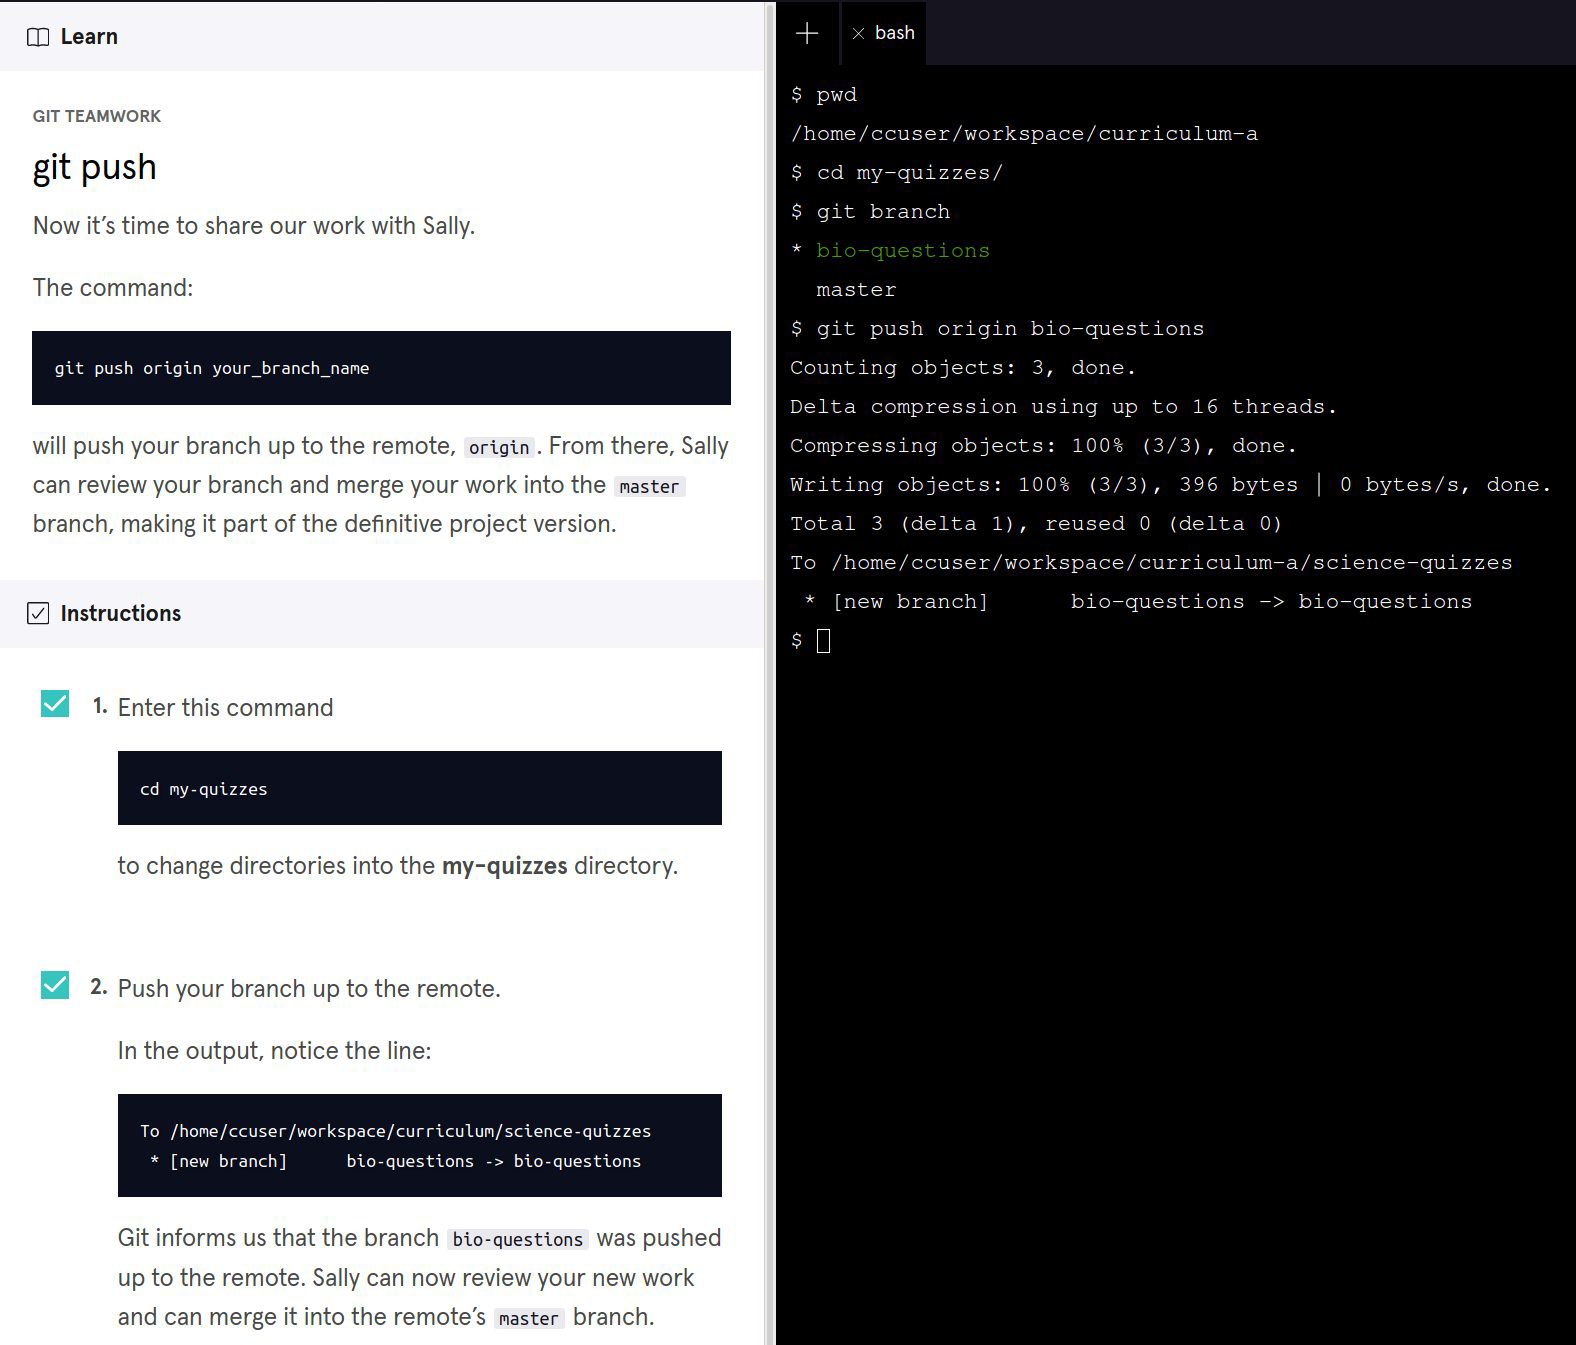 Learn
GIT TEAMWORK
git push
Now it’s time to share our work with Sally.
The command:
git push origin your_branch_name
will push your branch up to the remote, origin. From there, Sally
can review your branch and merge your work into the master
branch, making it part of the definitive project version.
Instructions
1. Enter this command
cd my-quizzes
to change directories into the my-quizzes directory.
2. Push your branch up to the remote.
In the output, notice the line:
To /home/ccuser/workspace/curriculum/science-quizzes
* [new branch]      bio-questions -> bio-questions
Git informs us that the branch bio-questions was pushed
up to the remote. Sally can now review your new work
and can merge it into the remote’s master branch.
bash
$ pwd
/home/ccuser/workspace/curriculum-a
$ cd my-quizzes/
$ git branch
* bio-questions
master
$ git push origin bio-questions
Counting objects: 3, done.
Delta compression using up to 16 threads.
Compressing objects: 100% (3/3), done.
Writing objects: 100% (3/3), 396 bytes | 0 bytes/s, done.
Total 3 (delta 1), reused 0 (delta 0)
To /home/ccuser/workspace/curriculum-a/science-quizzes
* [new branch]      bio-questions -> bio-questions
$